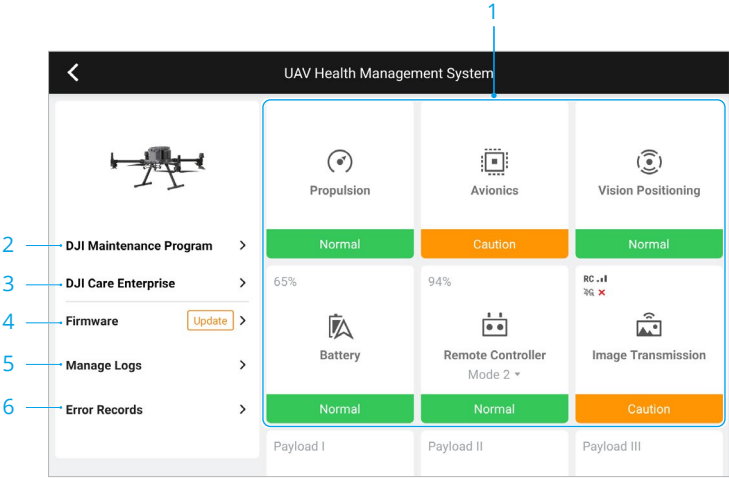 1
UAV Health Management System
Propulsion
Avionics
Vision Positioning
2
DJI Maintenance Program
Normal
Caution
Normal
3
DJI Care Enterprise
65%
94%
RC
4G
4
Firmware
Update
Battery
Remote Controller
Image Transmission
5
Manage Logs
Mode 2
6
Error Records
Normal
Normal
Caution
Payload I
Payload II
Payload III